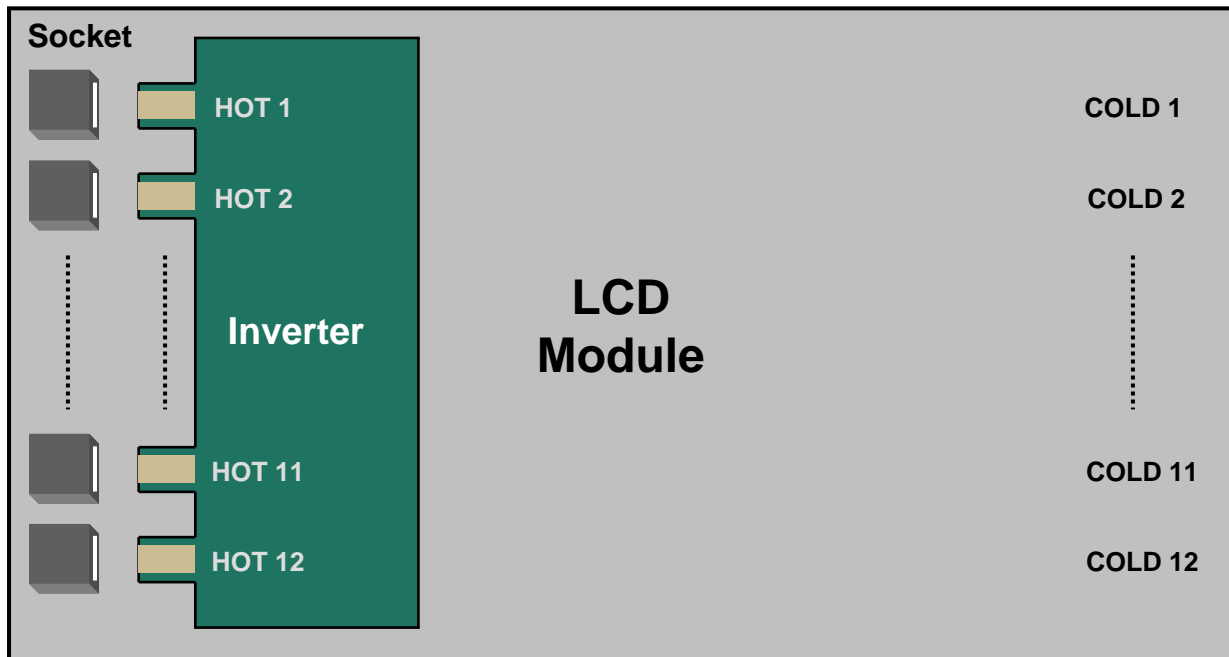 Socket
HOT 1
COLD 1
HOT 2
COLD 2
Inverter
LCD
Module
HOT 11
COLD 11
HOT 12
COLD 12